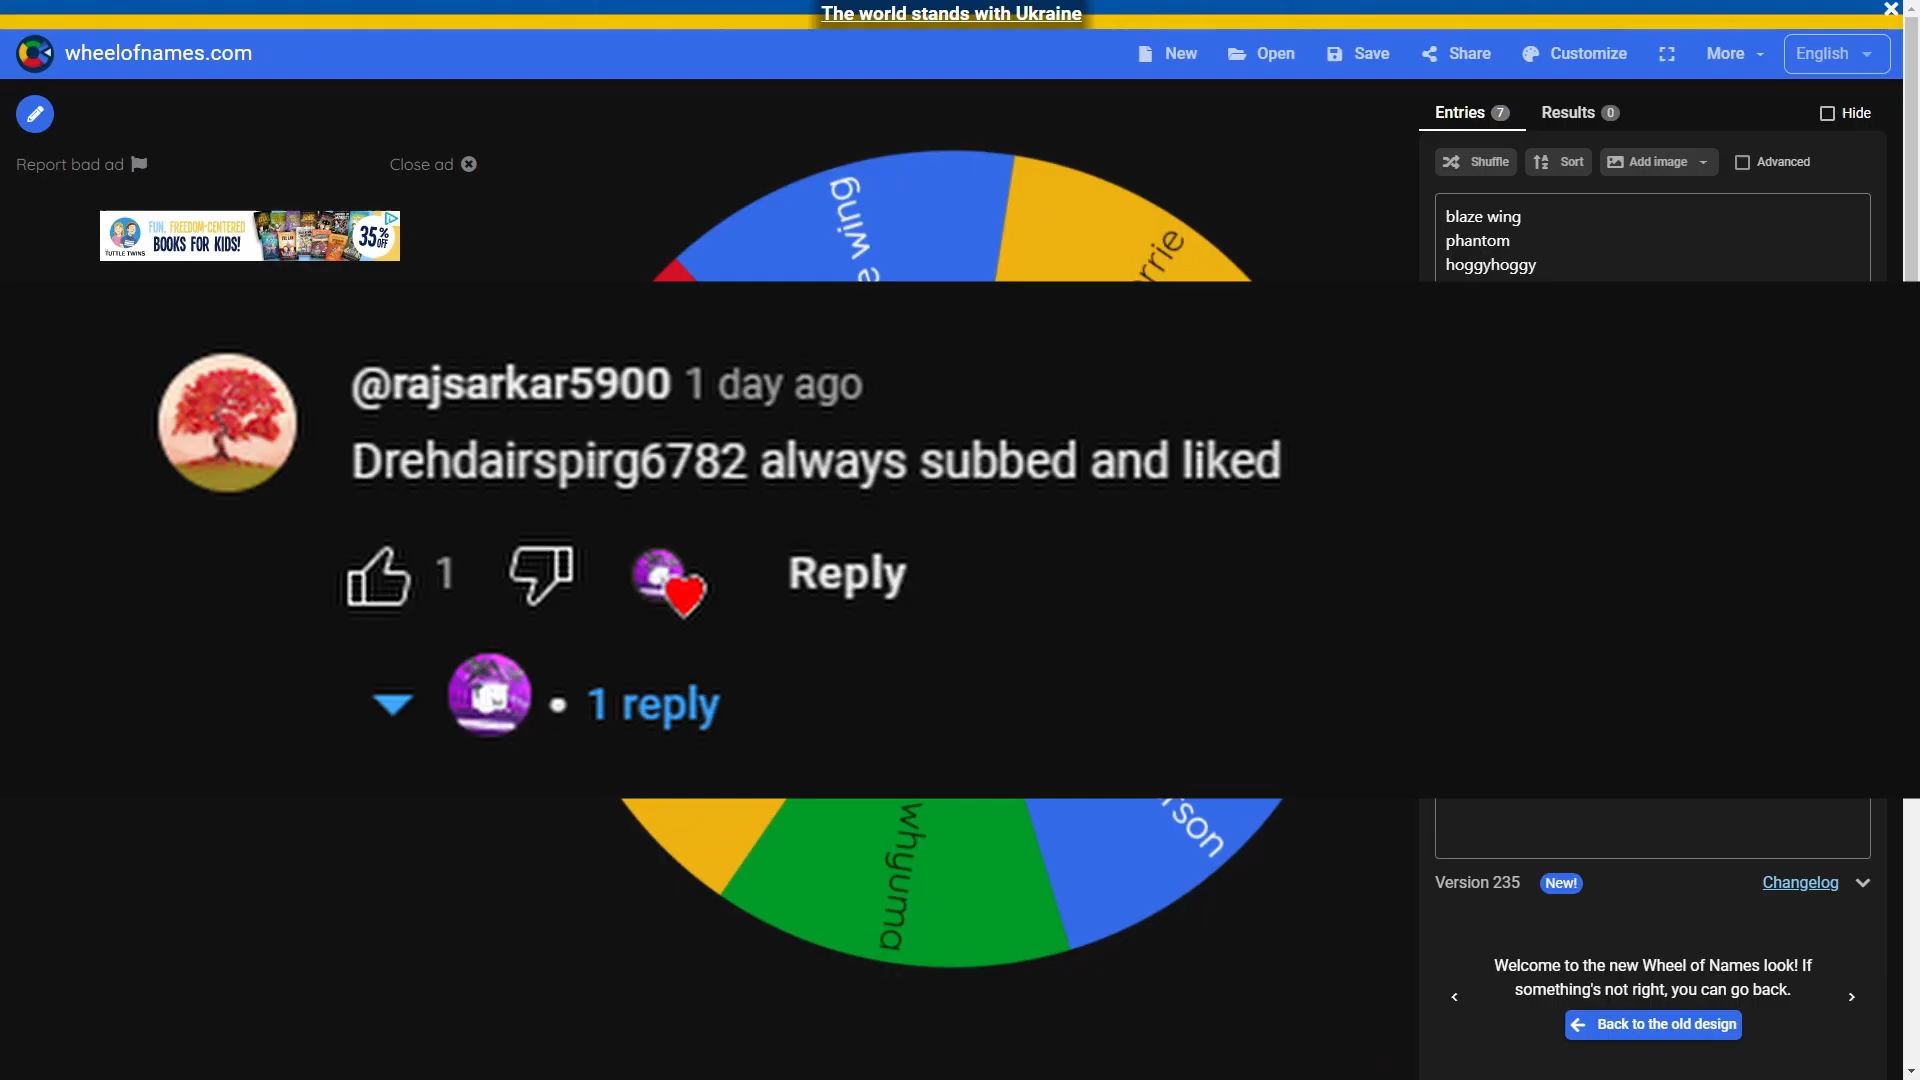 The world stands with Ukraine
wheelofnames.com
New
Open
Save
Share
Customize
More
English
Entries 7
Results 0
Hide
Report bad ad
Close ad
Shuffle
Sort
Add image
Advanced
FUN, FREEDOM-CENTERED
BOOKS FOR KIDS!
TUTTLE TWINS
35% OFF
wing
blaze wing
phantom
hoggyhoggy
@rajsarkar5900 1 day ago
Drehdairspirg6782 always subbed and liked
1
Reply
• 1 reply
whyuma
Version 235 New!
Changelog
Welcome to the new Wheel of Names look! If
something's not right, you can go back.
Back to the old design